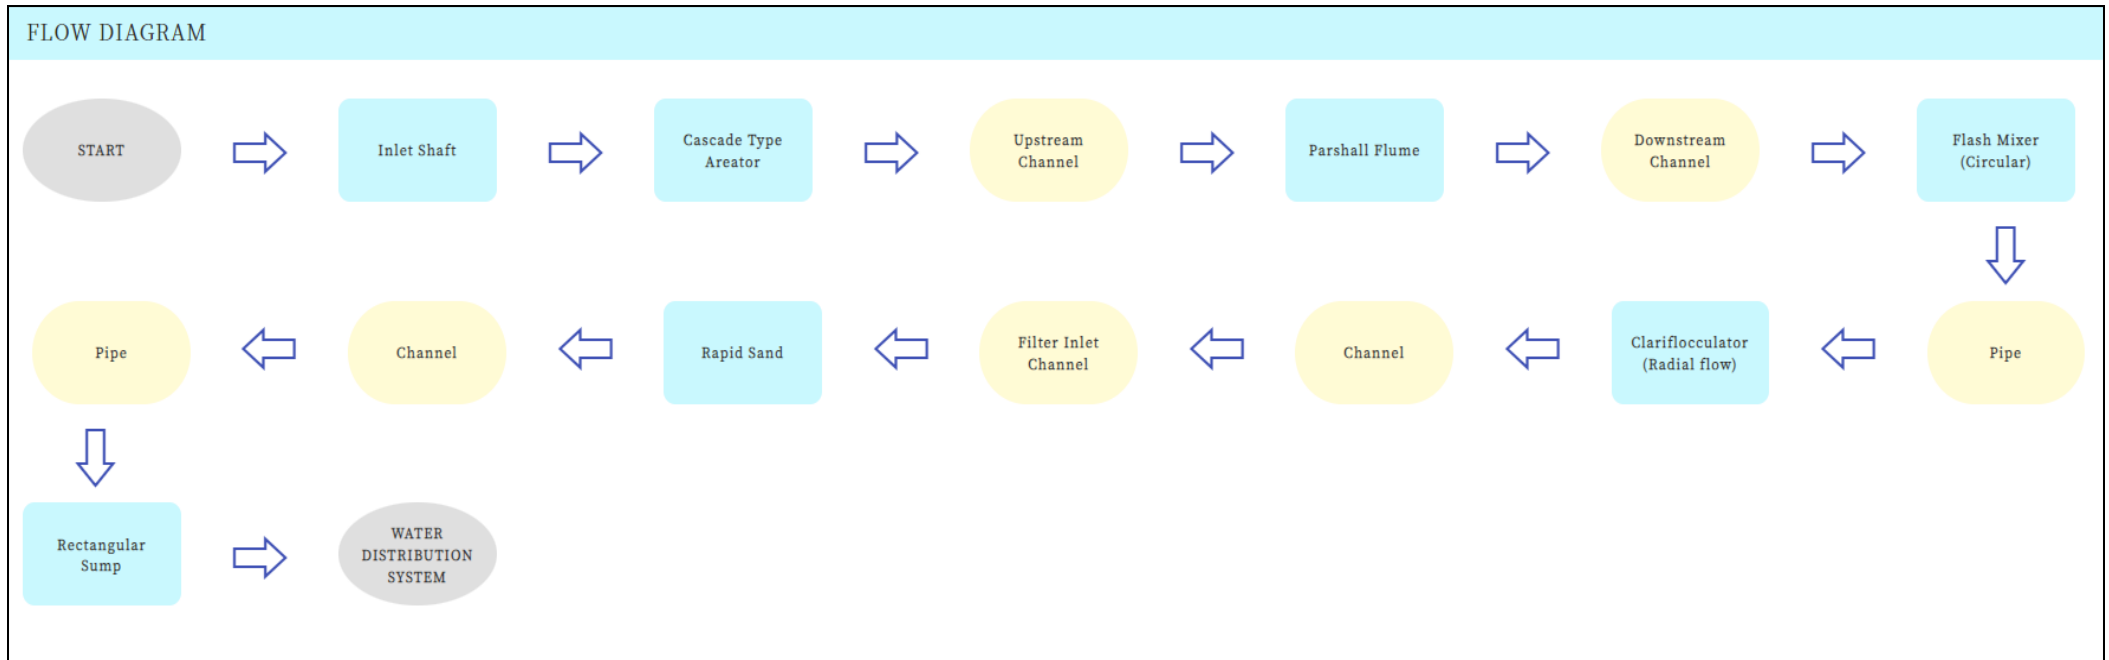 FLOW DIAGRAM
START
Inlet Shaft
Cascade Type
Areator
Upstream
Channel
Parshall Flume
Downstream
Channel
Flash Mixer
(Circular)
Pipe
Channel
Rapid Sand
Filter Inlet
Channel
Channel
Clariflocculator
(Radial flow)
Pipe
Rectangular
Sump
WATER
DISTRIBUTION
SYSTEM